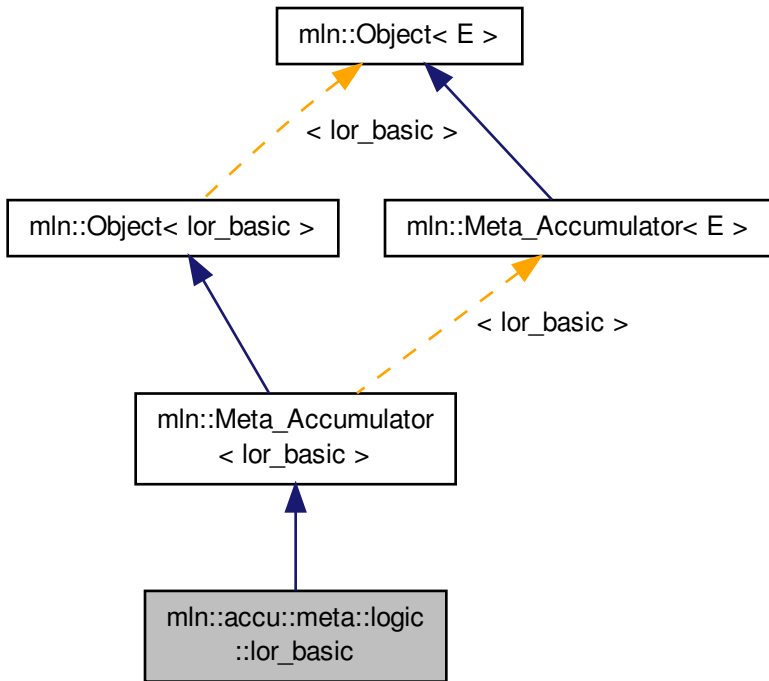 mln::Object< E >
< lor_basic >
mln::Object< lor_basic >
mln::Meta_Accumulator< E >
< lor_basic >
mln::Meta_Accumulator
< lor_basic >
mln::accu::meta::logic
::lor_basic